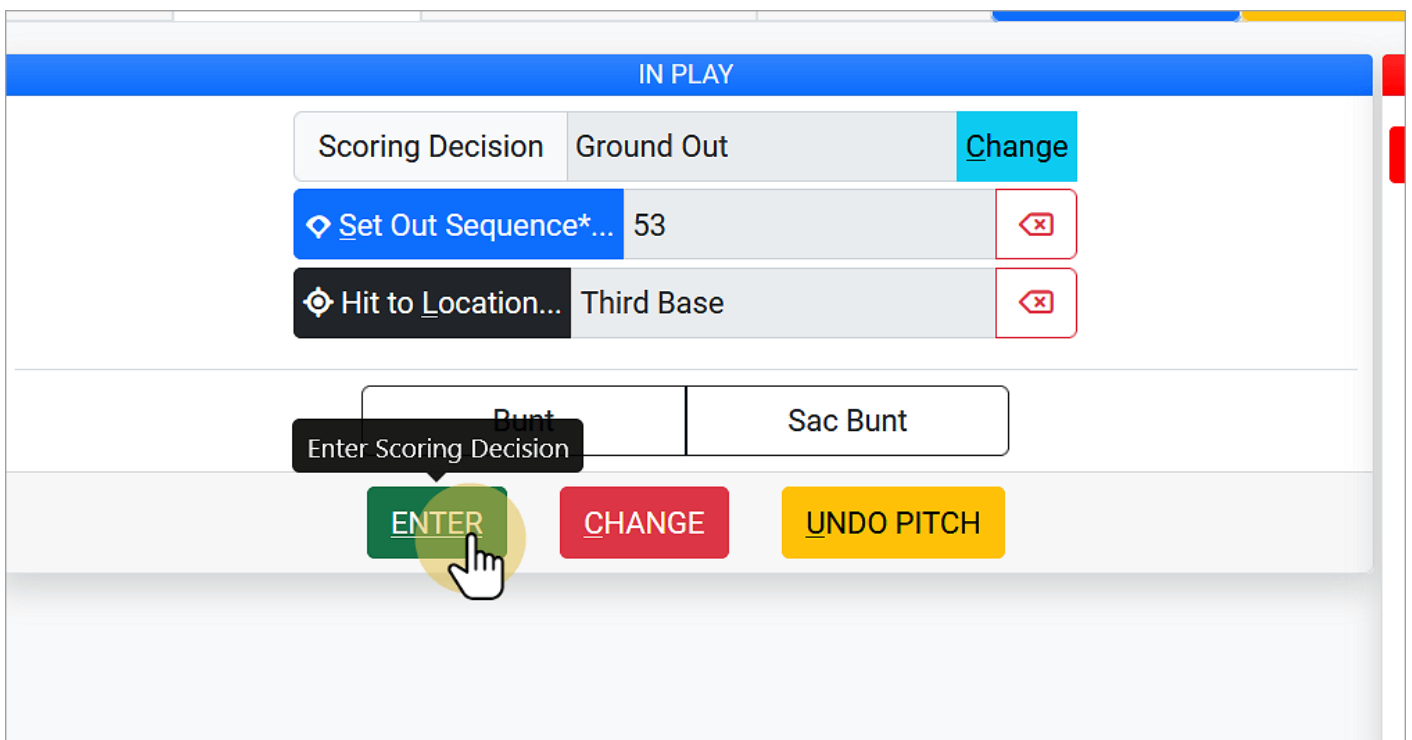 IN PLAY
Scoring Decision Ground Out Change
Set Out Sequence*... 53
Hit to Location... Third Base
Bunt Sac Bunt
Enter Scoring Decision
ENTER CHANGE UNDO PITCH